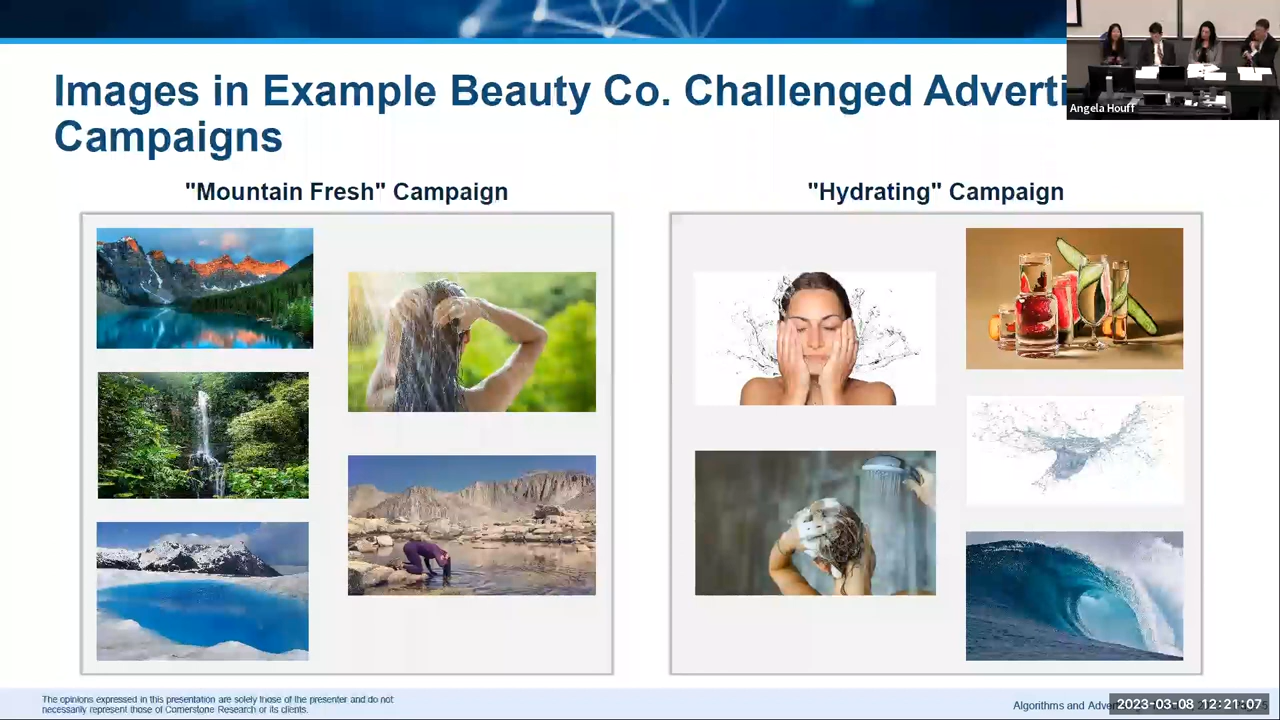 Images in Example Beauty Co. Challenged Adverti
Campaigns
"Mountain Fresh" Campaign
"Hydrating" Campaign
Angela Houff
The opinions expressed in this presentation are solely those of the presenter and do not
necessarily represent those of Cornerstone Research or its clients.
Algorithms and Adver
2023-03-08 12:21:07